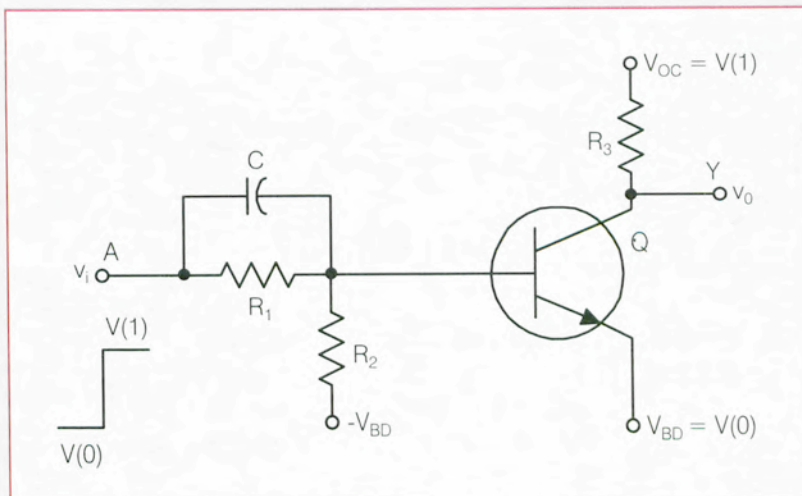 V_OC = V(1)
R_3
C
Y
v_0
Q
A
v_i
R_1
V(1)
R_2
-V_BD
V_BD = V(0)
V(0)